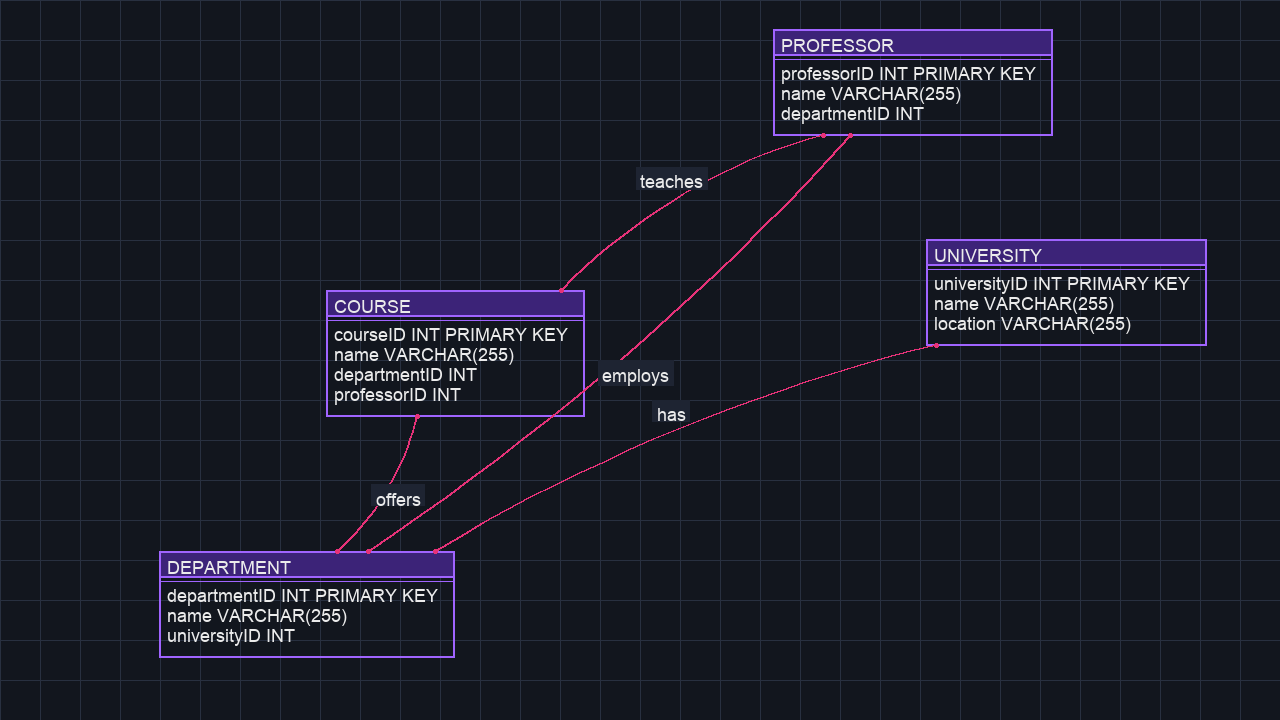 PROFESSOR
professorID INT PRIMARY KEY
name VARCHAR(255)
departmentID INT
teaches
UNIVERSITY
universityID INT PRIMARY KEY
name VARCHAR(255)
location VARCHAR(255)
COURSE
courseID INT PRIMARY KEY
name VARCHAR(255)
departmentID INT
professorID INT
employs
has
offers
DEPARTMENT
departmentID INT PRIMARY KEY
name VARCHAR(255)
universityID INT